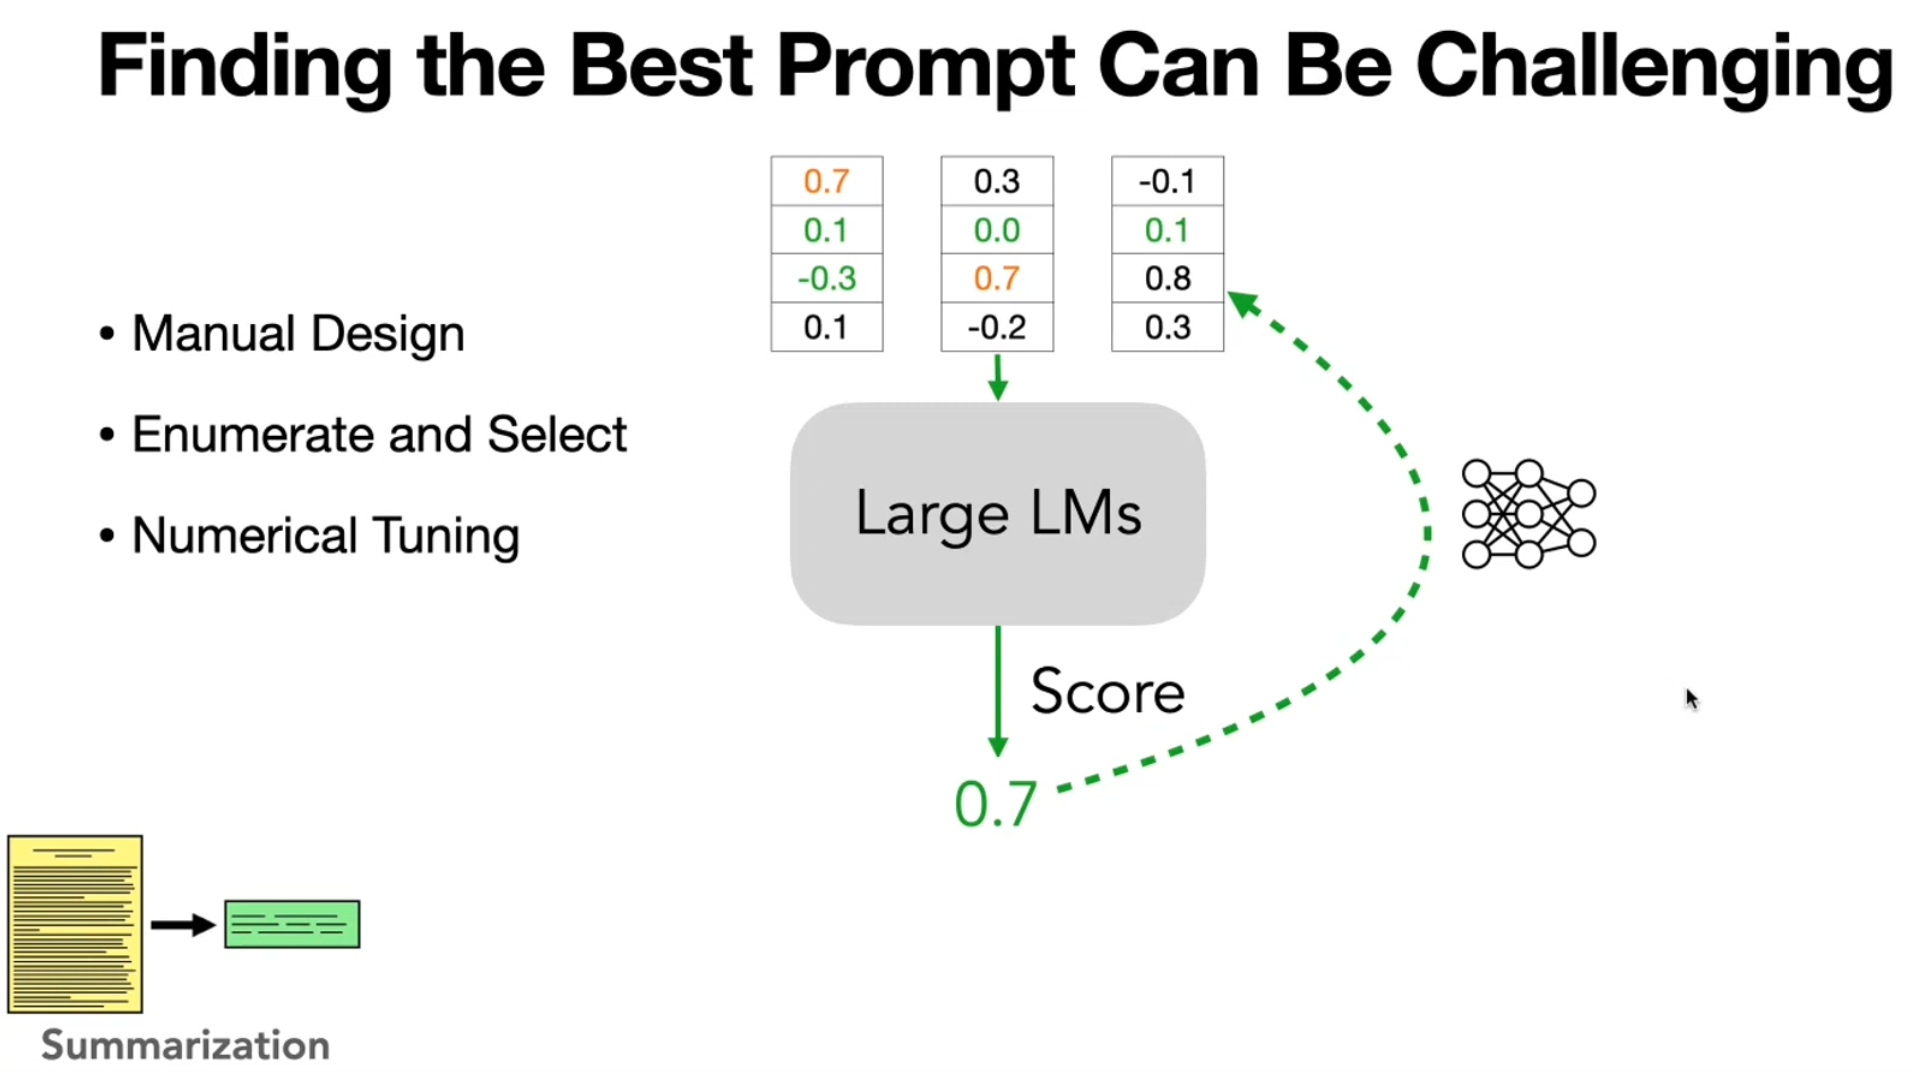 Finding the Best Prompt Can Be Challenging
0.7 0.3 -0.1
0.1 0.0 0.1
-0.3 0.7 0.8
0.1 -0.2 0.3
• Manual Design
• Enumerate and Select
• Numerical Tuning
Large LMs
Score
0.7
Summarization